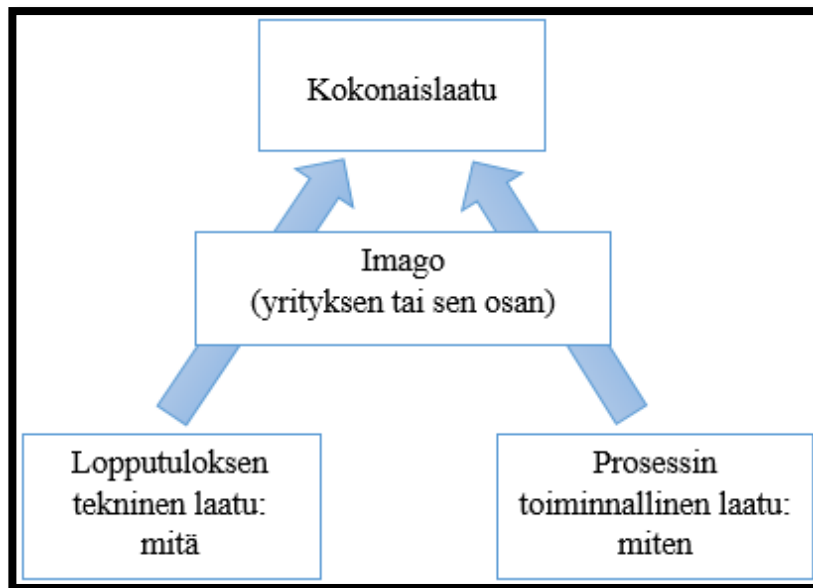 Kokonaislaatu
Imago
(yrityksen tai sen osan)
Lopputuloksen
tekninen laatu:
mitä
Prosessin
toiminnallinen laatu:
miten